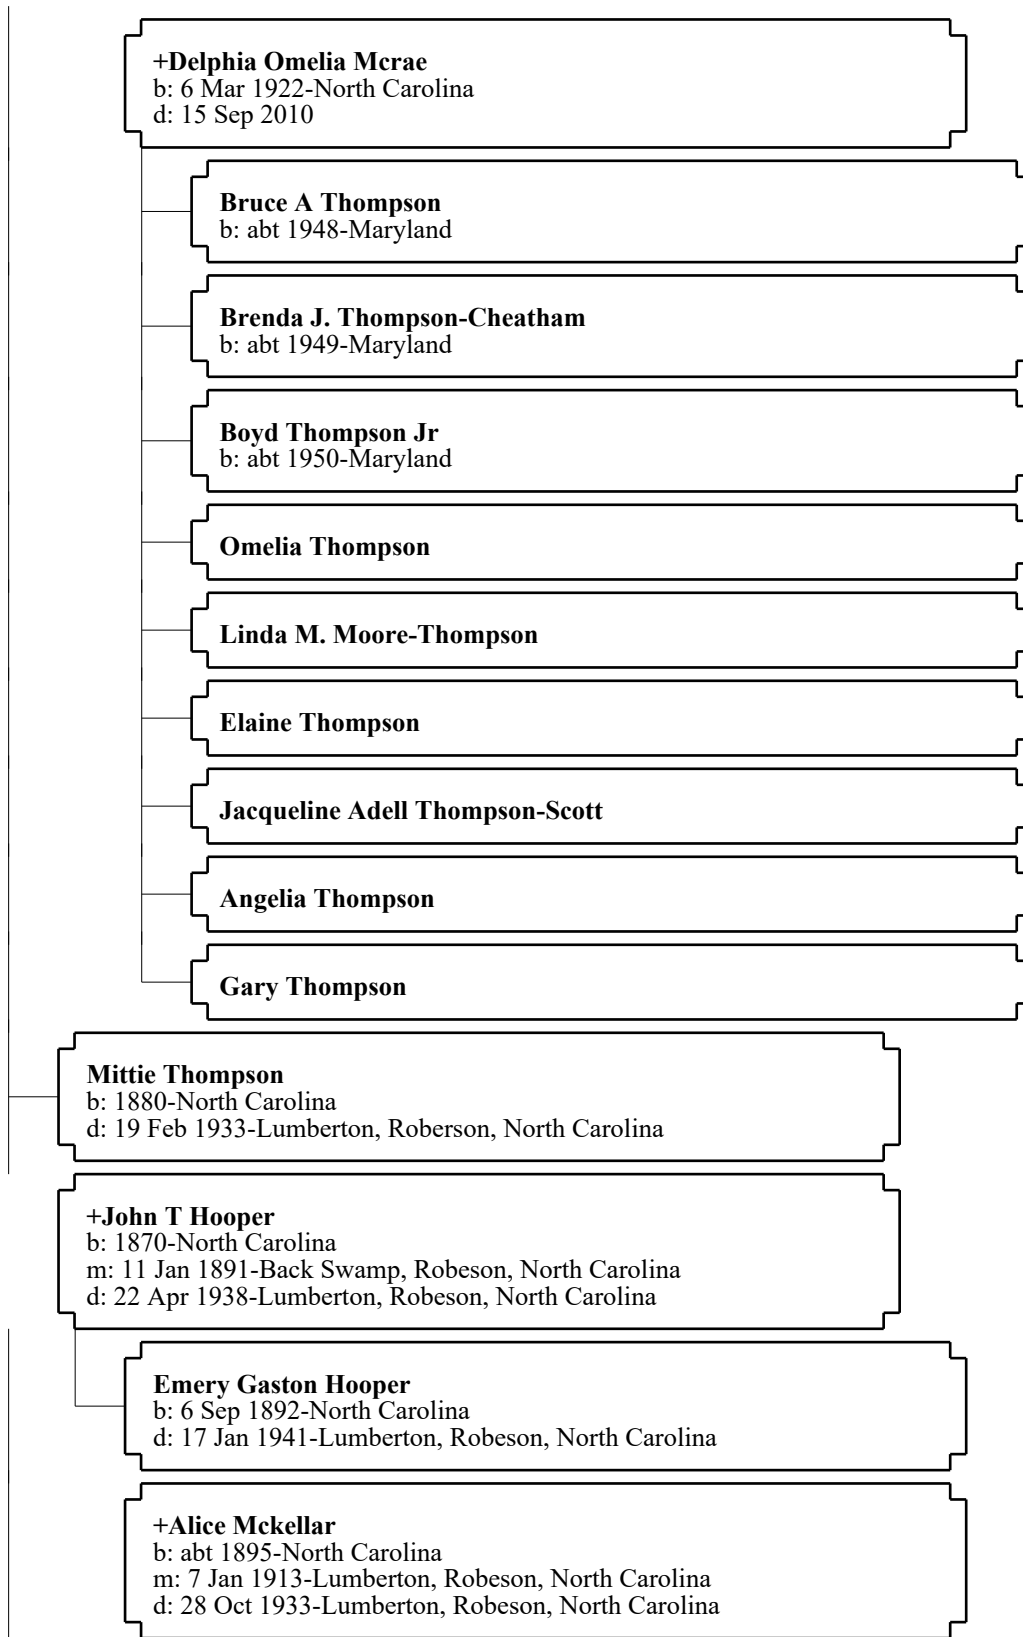 +Delphia Omelia Mcrae
b: 6 Mar 1922-North Carolina
d: 15 Sep 2010
Bruce A Thompson
b: abt 1948-Maryland
Brenda J. Thompson-Cheatham
b: abt 1949-Maryland
Boyd Thompson Jr
b: abt 1950-Maryland
Omelia Thompson
Linda M. Moore-Thompson
Elaine Thompson
Jacqueline Adell Thompson-Scott
Angelia Thompson
Gary Thompson
Mittie Thompson
b: 1880-North Carolina
d: 19 Feb 1933-Lumberton, Roberson, North Carolina
+John T Hooper
b: 1870-North Carolina
m: 11 Jan 1891-Back Swamp, Robeson, North Carolina
d: 22 Apr 1938-Lumberton, Robeson, North Carolina
Emery Gaston Hooper
b: 6 Sep 1892-North Carolina
d: 17 Jan 1941-Lumberton, Robeson, North Carolina
+Alice Mckellar
b: abt 1895-North Carolina
m: 7 Jan 1913-Lumberton, Robeson, North Carolina
d: 28 Oct 1933-Lumberton, Robeson, North Carolina